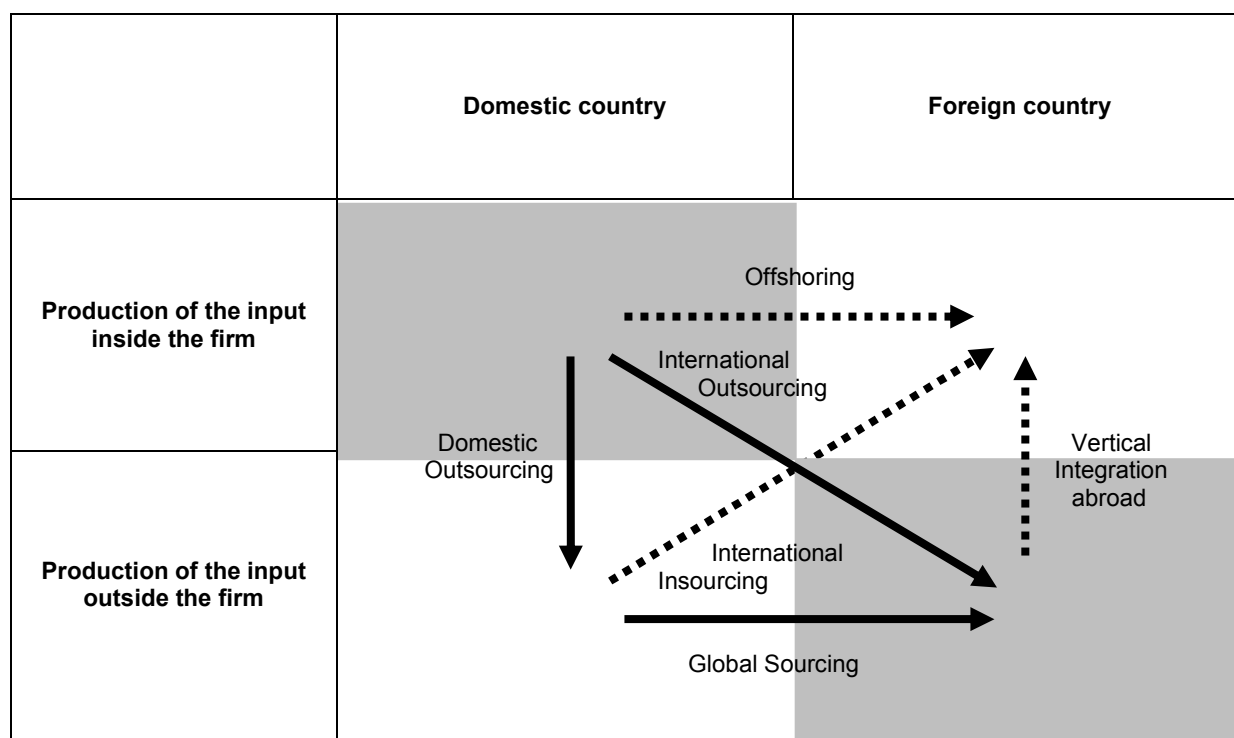 Domestic country
Foreign country
Production of the input
inside the firm
Offshoring
International
Outsourcing
Domestic
Outsourcing
Vertical
Integration
abroad
Production of the input
outside the firm
International
Insourcing
Global Sourcing